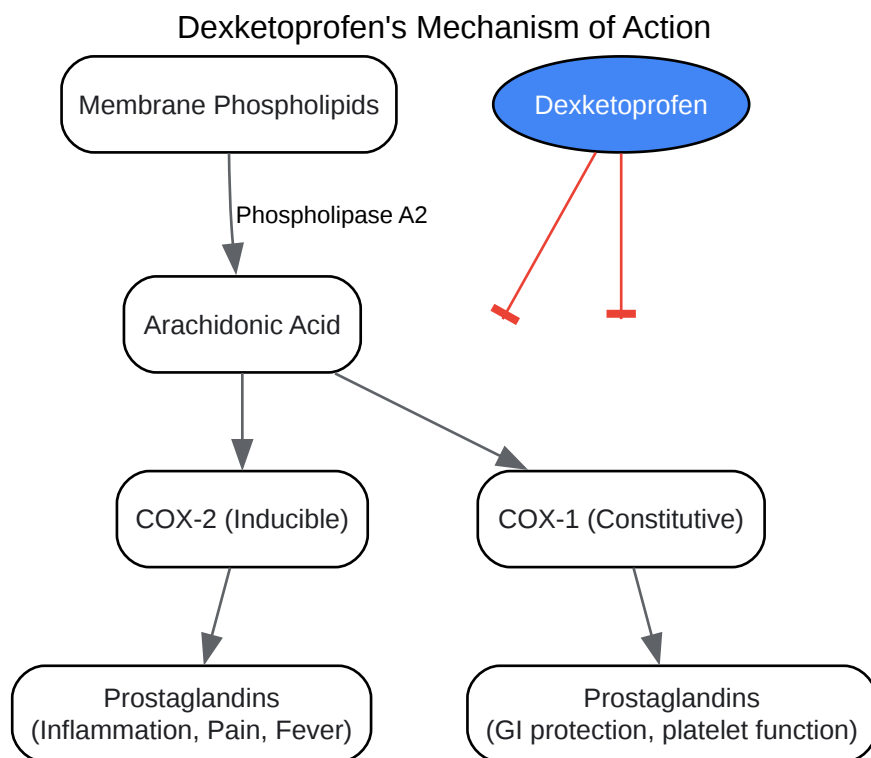 Dexketoprofen's Mechanism of Action
Membrane Phospholipids
Dexketoprofen
Phospholipase A2
Arachidonic Acid
COX-2 (Inducible)
COX-1 (Constitutive)
Prostaglandins
(Inflammation, Pain, Fever)
Prostaglandins
(GI protection, platelet function)